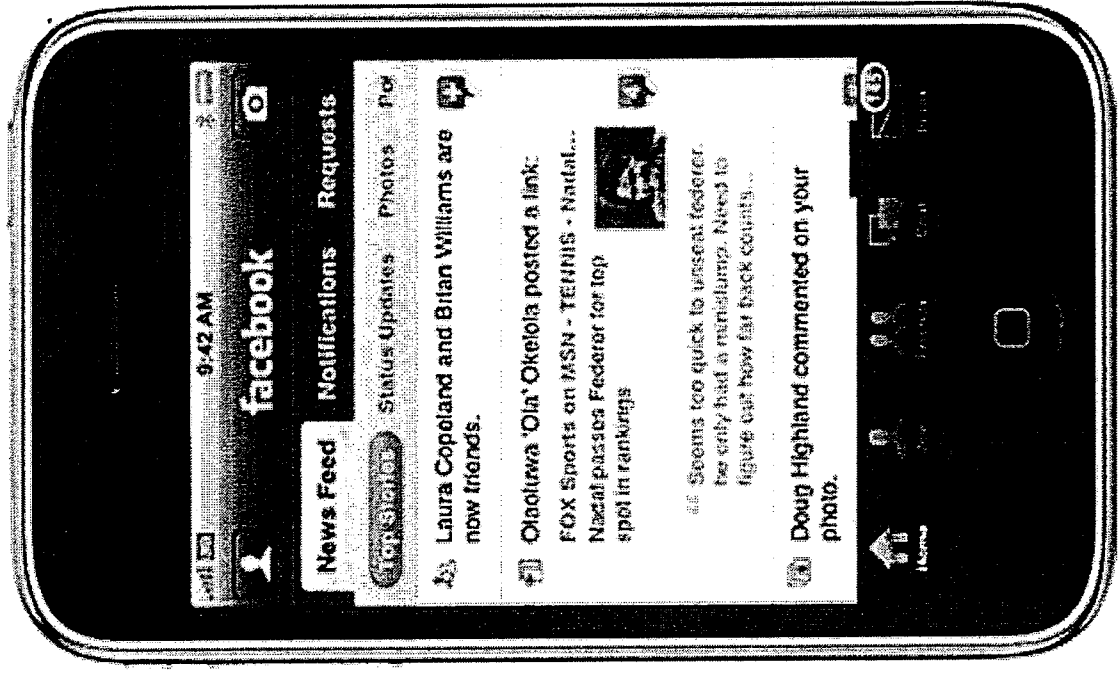 9:42 AM
facebook
News Feed Notifications Requests
Top Stories Status Updates Photos Po
Laura Copeland and Brian Williams are
now friends.
Olaoluwa 'Ola' Okelola posted a link:
FOX Sports on MSN - TENNIS - Nadal...
Nadal passes Federer for top
spot in rankings
Seems too quick to unseat federer.
he only had a minislump. Need to
figure out how far back counts...
Doug Highland commented on your
photo.
Home